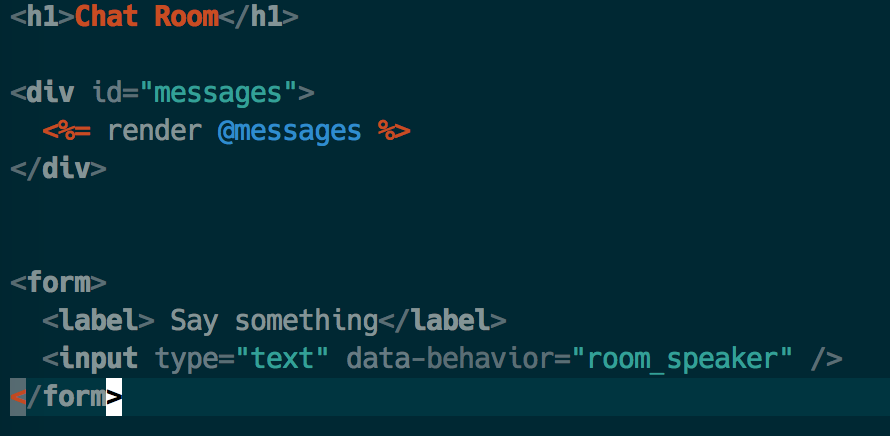 <h1>Chat Room</h1>
<div id="messages">
  <%= render @messages %>
</div>
<form>
  <label> Say something</label>
  <input type="text" data-behavior="room_speaker" />
</form>